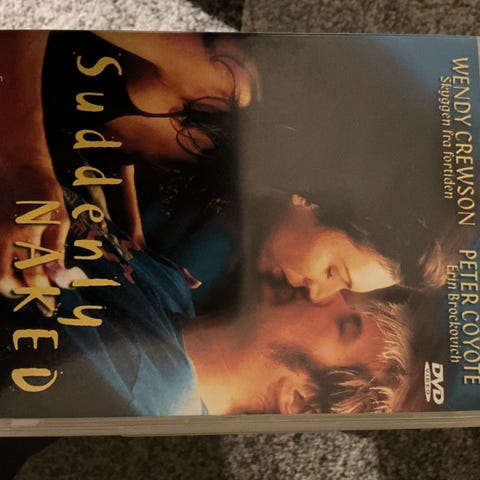 WENDY CREWSON
Skyggen fra fortiden
PETER COYOTE
Erin Brockovich
DVD
VIDEO
Suddenly
NAKED